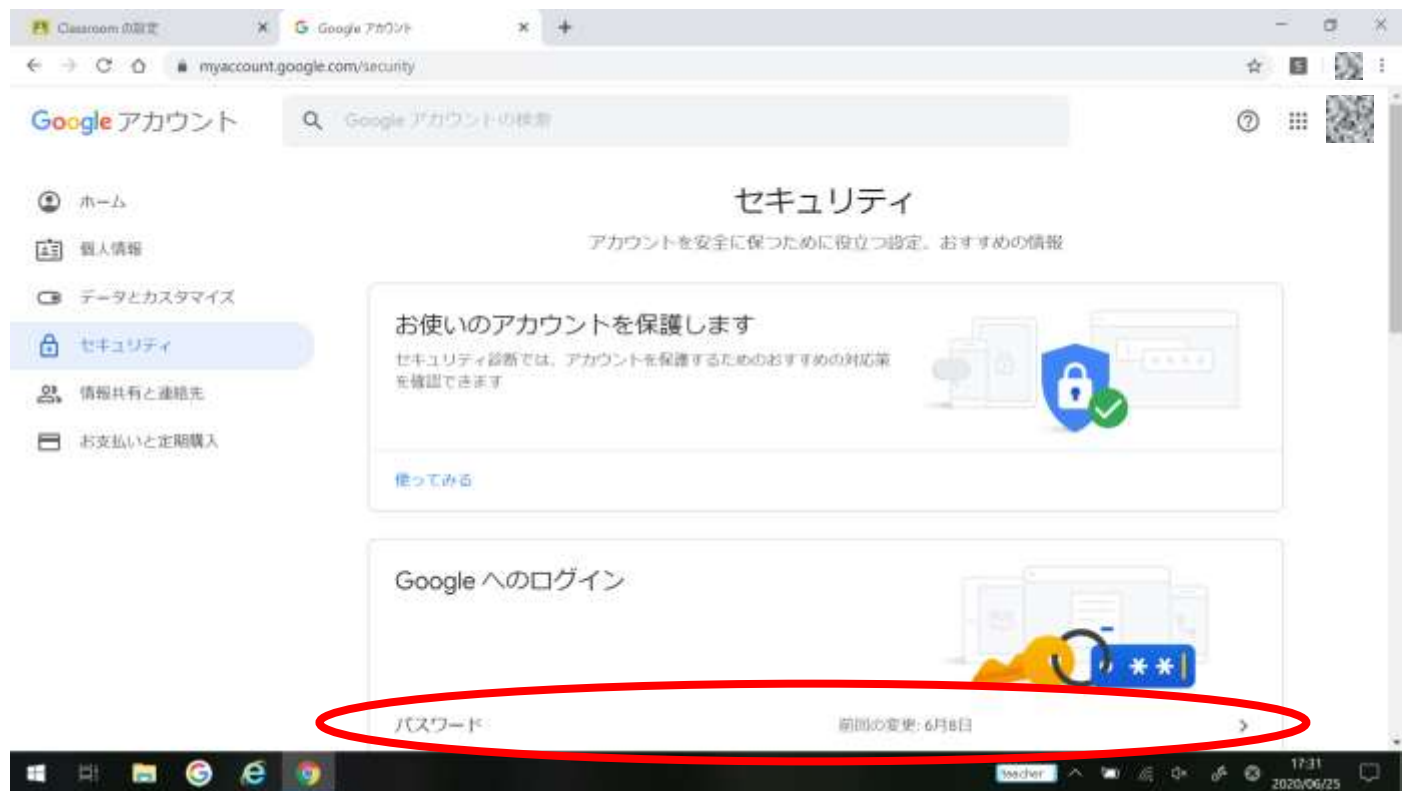 Classroom の設定
Google アカウント
myaccount.google.com/security
Google アカウント
Google アカウントの検索
ホーム
個人情報
データとカスタマイズ
セキュリティ
情報共有と連絡先
お支払いと定期購入
セキュリティ
アカウントを安全に保つために役立つ設定、おすすめの情報
お使いのアカウントを保護します
セキュリティ診断では、アカウントを保護するためのおすすめの対応策
を確認できます
使ってみる
Google へのログイン
**
パスワード 前回の変更: 6月8日
teacher
17:31
2020/06/25